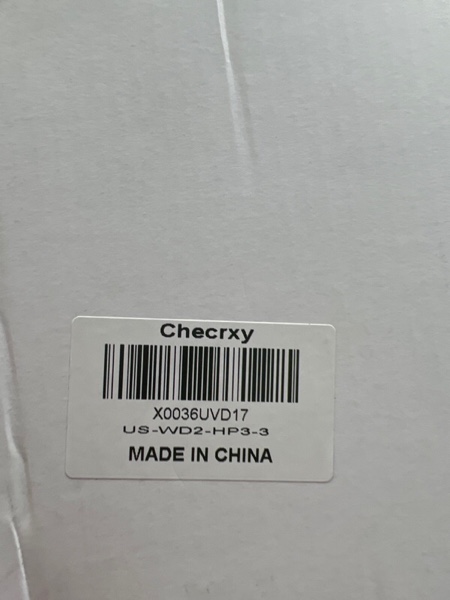 Checrxy
X0036UVD17
US-WD2-HP3-3
MADE IN CHINA